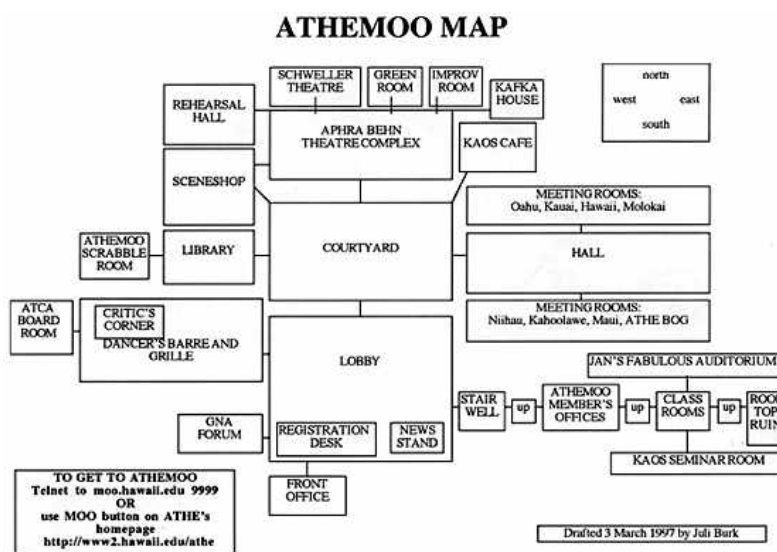 ATHEMOO MAP
SCHWELLER
THEATRE
GREEN
ROOM
IMPROV
ROOM
KAFKA
HOUSE
north
west
east
south
REHEARSAL
HALL
APHRA BEHN
THEATRE COMPLEX
KAOS CAFE
SCENESHOP
MEETING ROOMS:
Oahu, Kauai, Hawaii, Molokai
ATHEMOO
SCRABBLE
ROOM
LIBRARY
COURTYARD
HALL
ATCA
BOARD
ROOM
CRITIC'S
CORNER
DANCER'S BARRE AND
GRILLE
MEETING ROOMS:
Niihau, Kahoolawe, Maui, ATHE BOG
LOBBY
JAN'S FABULOUS AUDITORIUM
STAIR
WELL
up
ATHEMOO
MEMBER'S
OFFICES
up
CLASS
ROOMS
up
ROOF
TOP
RUIN
GNA
FORUM
REGISTRATION
DESK
NEWS
STAND
KAOS SEMINAR ROOM
FRONT
OFFICE
TO GET TO ATHEMOO
Telnet to moo.hawaii.edu 9999
OR
use MOO button on ATHE's
homepage
http://www2.hawaii.edu/athe
Drafted 3 March 1997 by Juli Burk